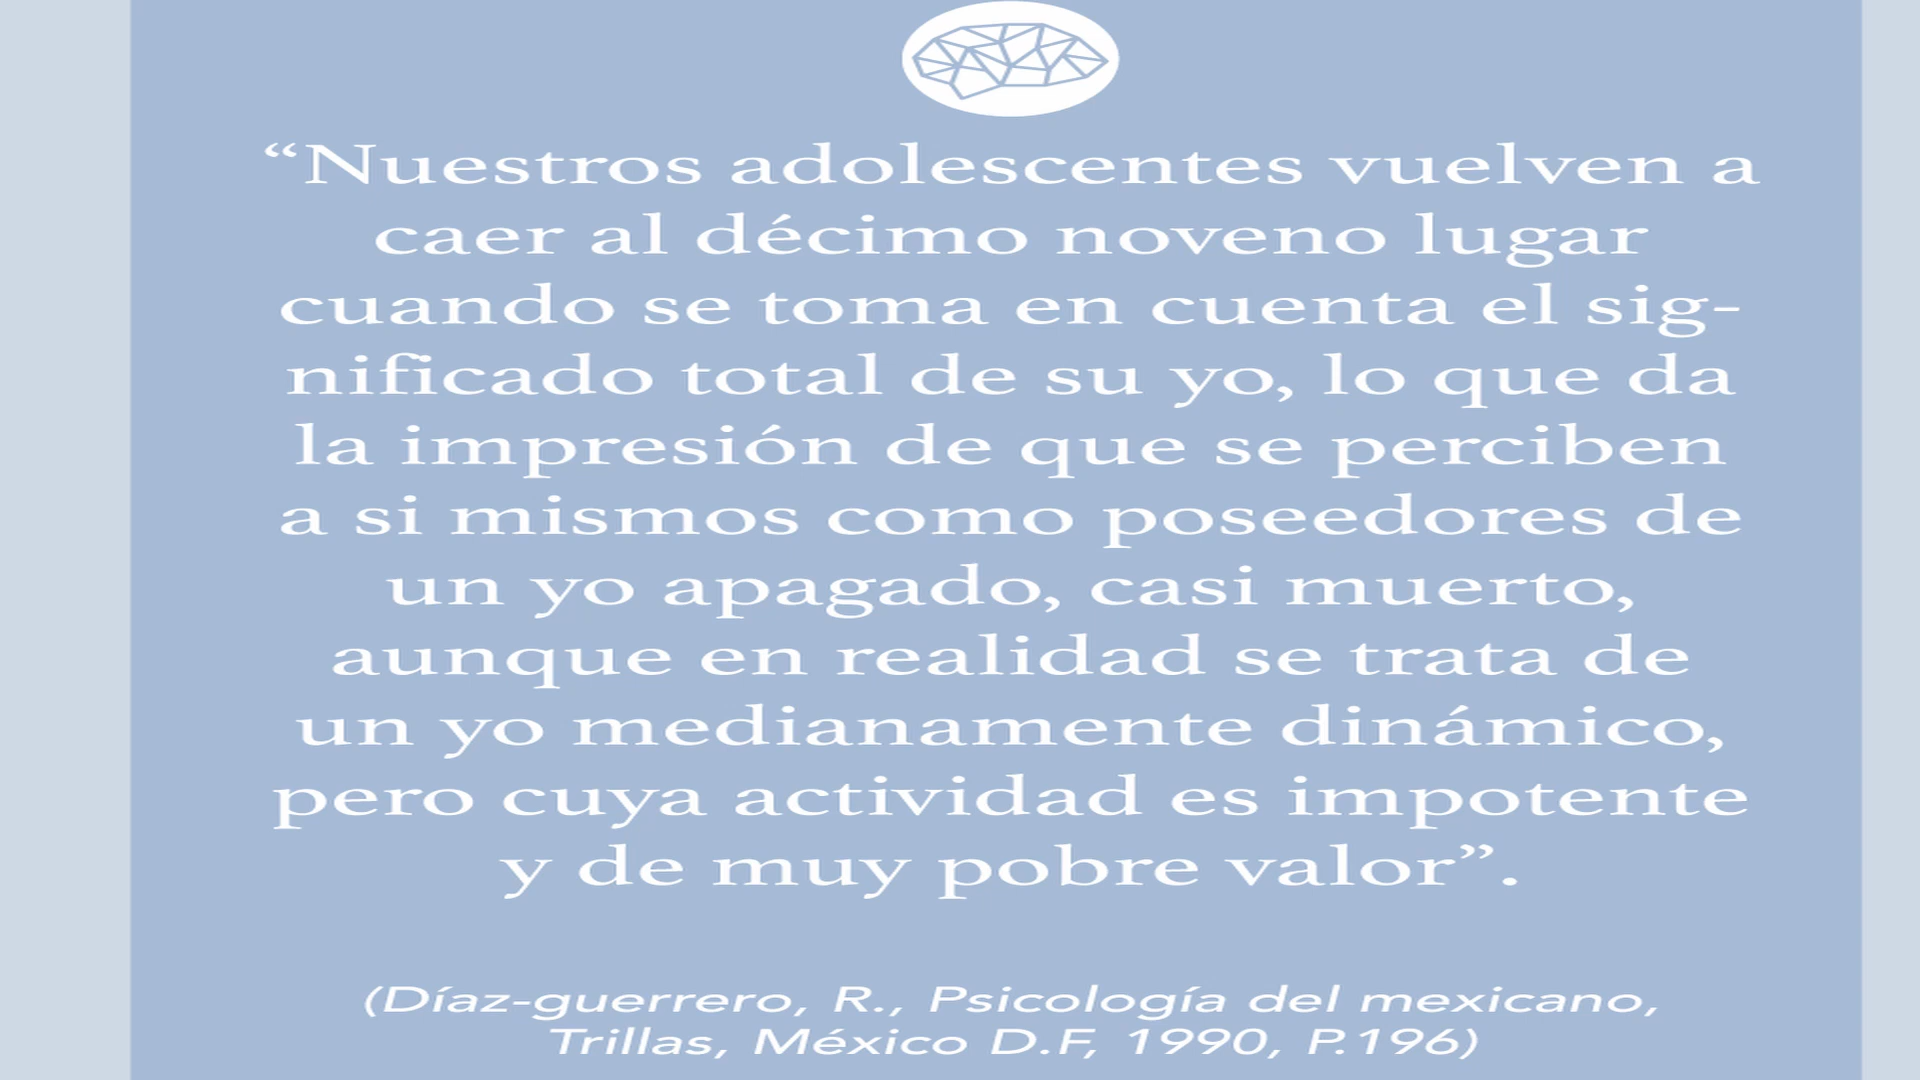 “Nuestros adolescentes vuelven a
caer al décimo noveno lugar
cuando se toma en cuenta el sig-
nificado total de su yo, lo que da
la impresión de que se perciben
a si mismos como poseedores de
un yo apagado, casi muerto,
aunque en realidad se trata de
un yo medianamente dinámico,
pero cuya actividad es impotente
y de muy pobre valor”.
(Díaz-guerrero, R., Psicología del mexicano,
Trillas, México D.F, 1990, P.196)